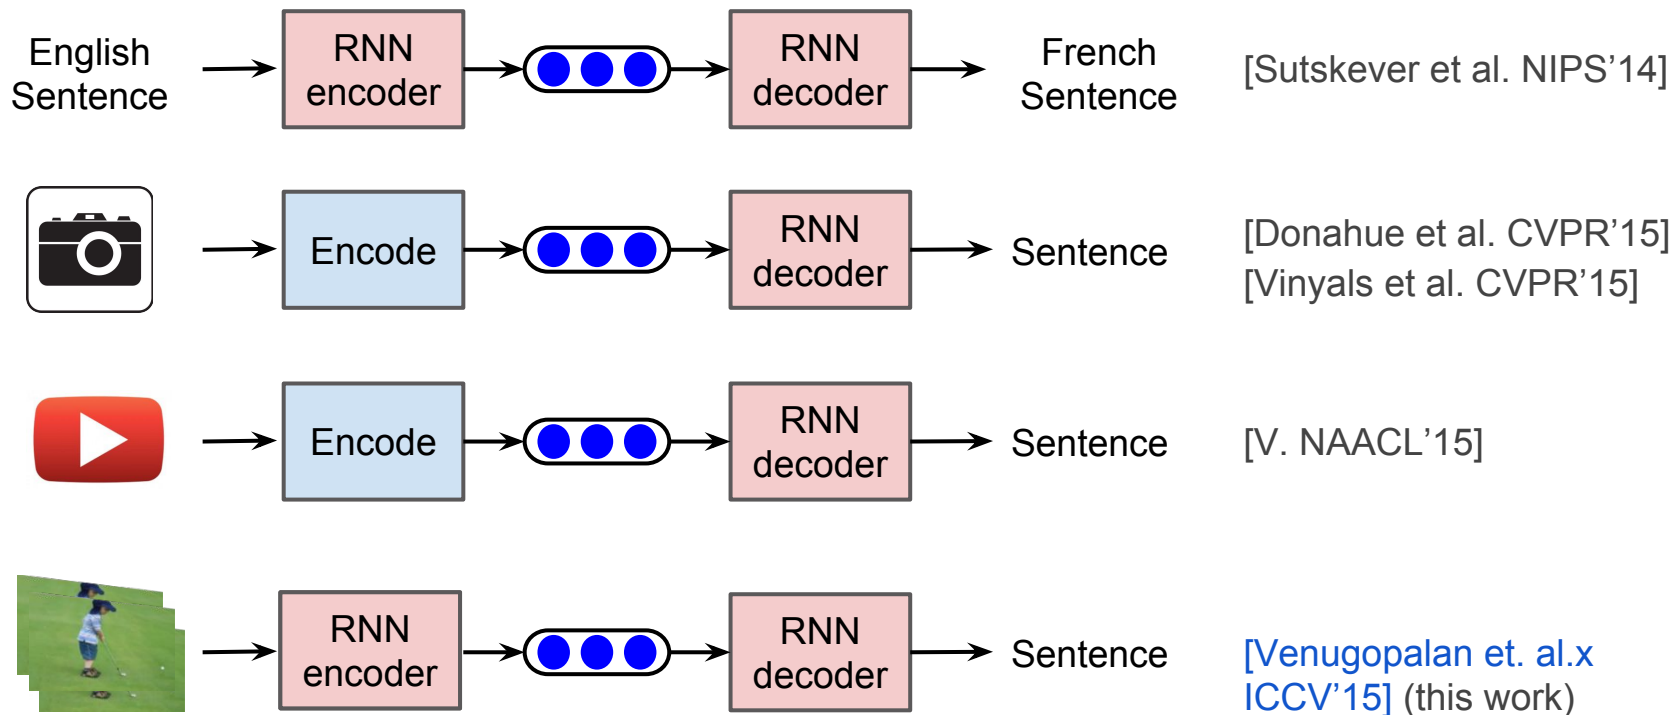 English
Sentence
RNN
encoder
RNN
decoder
French
Sentence
[Sutskever et al. NIPS’14]
Encode
RNN
decoder
Sentence
[Donahue et al. CVPR’15]
[Vinyals et al. CVPR’15]
Encode
RNN
decoder
Sentence
[V. NAACL’15]
RNN
encoder
RNN
decoder
Sentence
[Venugopalan et. al.x
ICCV’15] (this work)